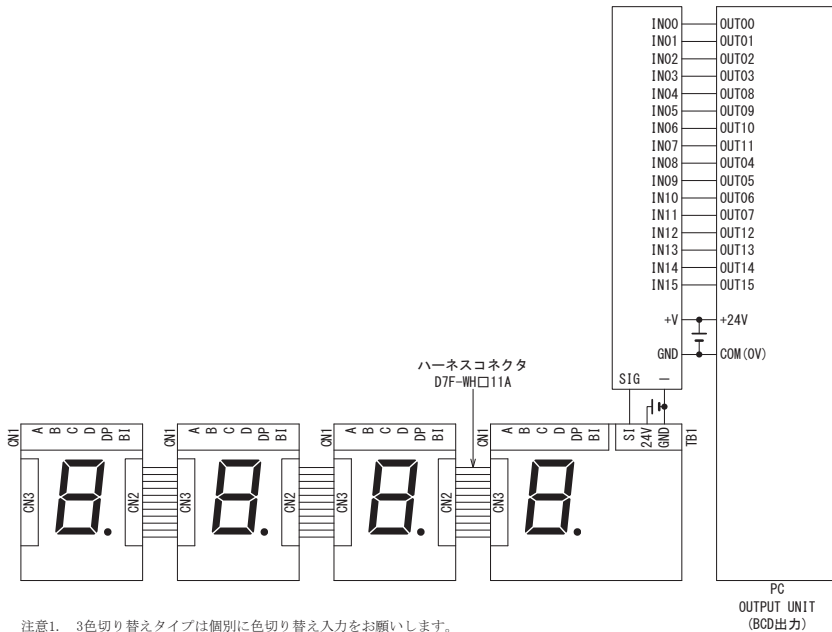 IN00 OUT00
IN01 OUT01
IN02 OUT02
IN03 OUT03
IN04 OUT08
IN05 OUT09
IN06 OUT10
IN07 OUT11
IN08 OUT04
IN09 OUT05
IN10 OUT06
IN11 OUT07
IN12 OUT12
IN13 OUT13
IN14 OUT14
IN15 OUT15
+V +24V
GND COM(0V)
SIG −
ハーネスコネクタ
D7F-WH□11A
CN1 A B C D DP BI
CN1 A B C D DP BI
CN1 A B C D DP BI
CN1 A B C D DP BI
SI 24V GND TB1
CN3 8. CN2
CN3 8. CN2
CN3 8. CN2
CN3 8.
PC
OUTPUT UNIT
(BCD出力)
注意1. 3色切り替えタイプは個別に色切り替え入力をお願いします。